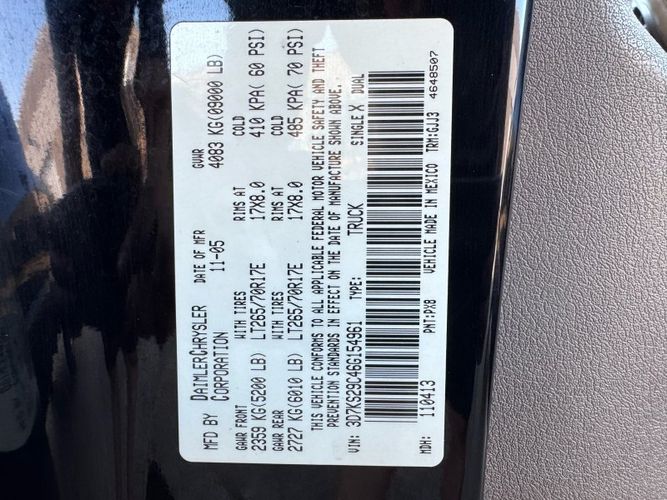 MFD BY DAIMLERCHRYSLER CORPORATION
DATE OF MFR 11-05
GVWR 4083 KG(09000 LB)
GAWR FRONT WITH TIRES RIMS AT COLD
2359 KG(5200 LB) LT265/70R17E 17X8.0 410 KPA( 60 PSI)
GAWR REAR WITH TIRES RIMS AT COLD
2727 KG(6010 LB) LT265/70R17E 17X8.0 485 KPA( 70 PSI)
THIS VEHICLE CONFORMS TO ALL APPLICABLE FEDERAL MOTOR VEHICLE SAFETY AND THEFT
PREVENTION STANDARDS IN EFFECT ON THE DATE OF MANUFACTURE SHOWN ABOVE.
3D7KS29C46G154961 TYPE: TRUCK SINGLE X DUAL
MDH: 110413 PNT:PX8 VEHICLE MADE IN MEXICO TRM:GJJ3
4648507